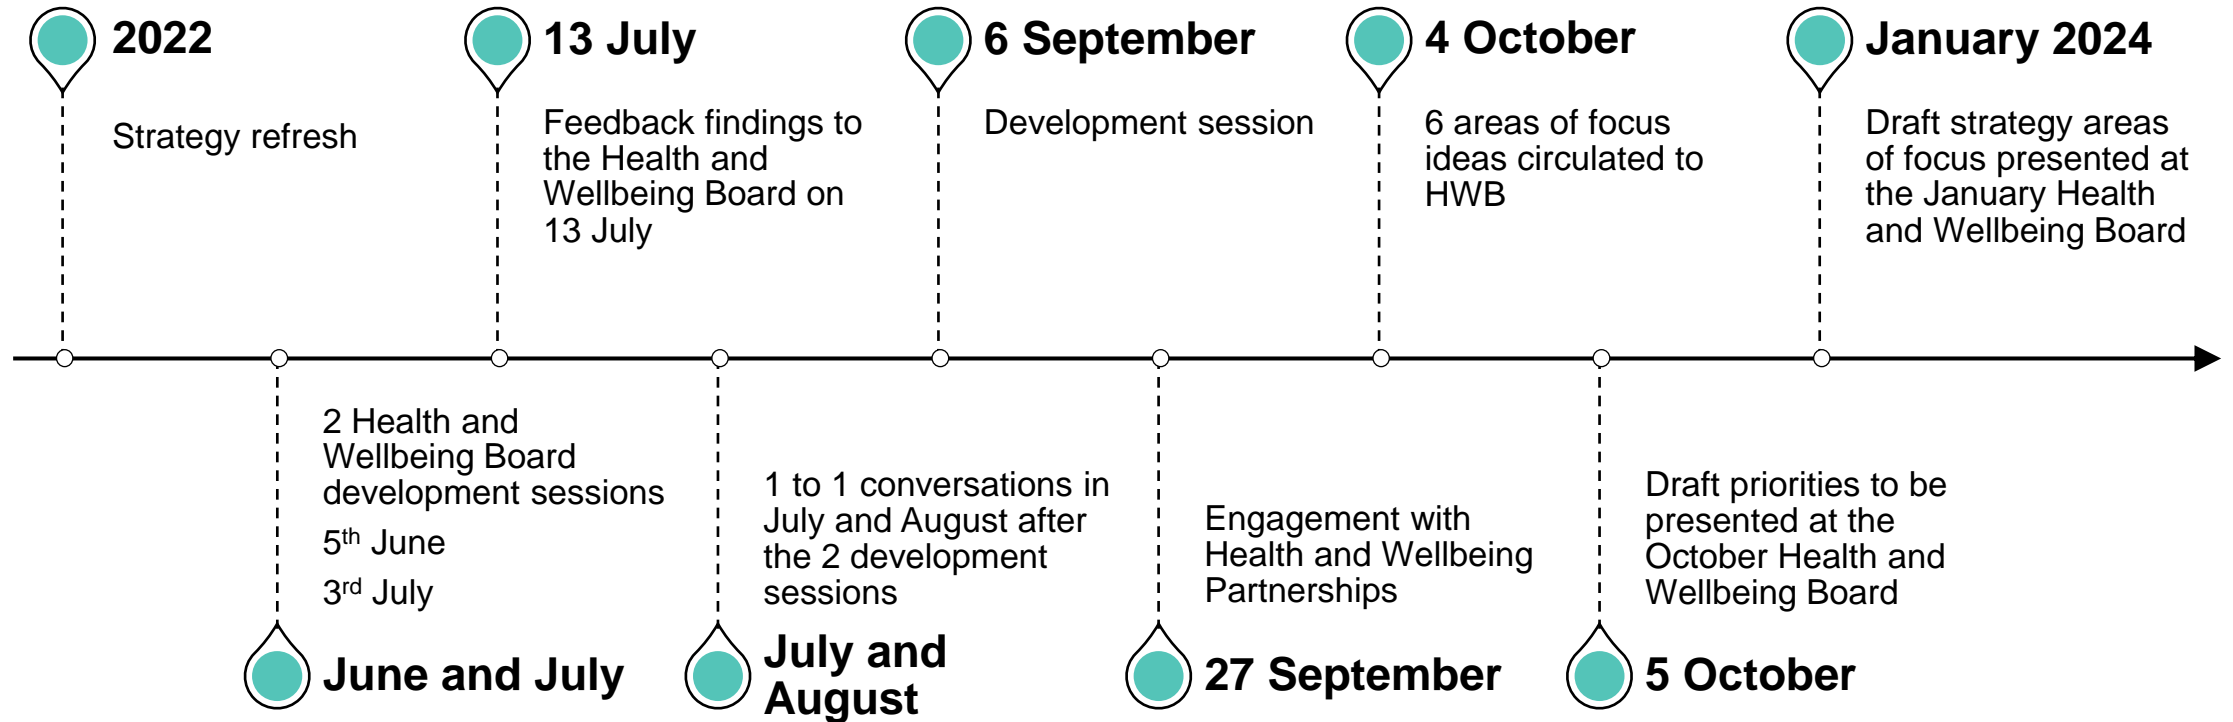 2022
Strategy refresh
13 July
Feedback findings to
the Health and
Wellbeing Board on
13 July
6 September
Development session
4 October
6 areas of focus
ideas circulated to
HWB
January 2024
Draft strategy areas
of focus presented at
the January Health
and Wellbeing Board
2 Health and
Wellbeing Board
development sessions
5th June
3rd July
June and July
1 to 1 conversations in
July and August after
the 2 development
sessions
July and
August
Engagement with
Health and Wellbeing
Partnerships
27 September
Draft priorities to be
presented at the
October Health and
Wellbeing Board
5 October